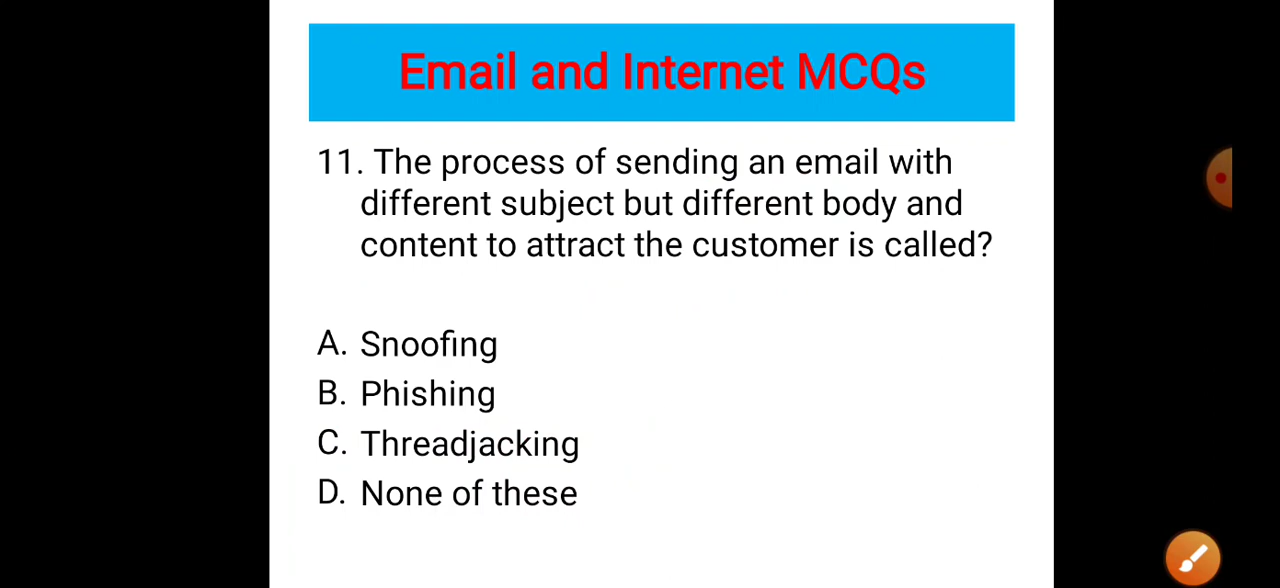 Email and Internet MCQs
11. The process of sending an email with
different subject but different body and
content to attract the customer is called?
A. Snoofing
B. Phishing
C. Threadjacking
D. None of these